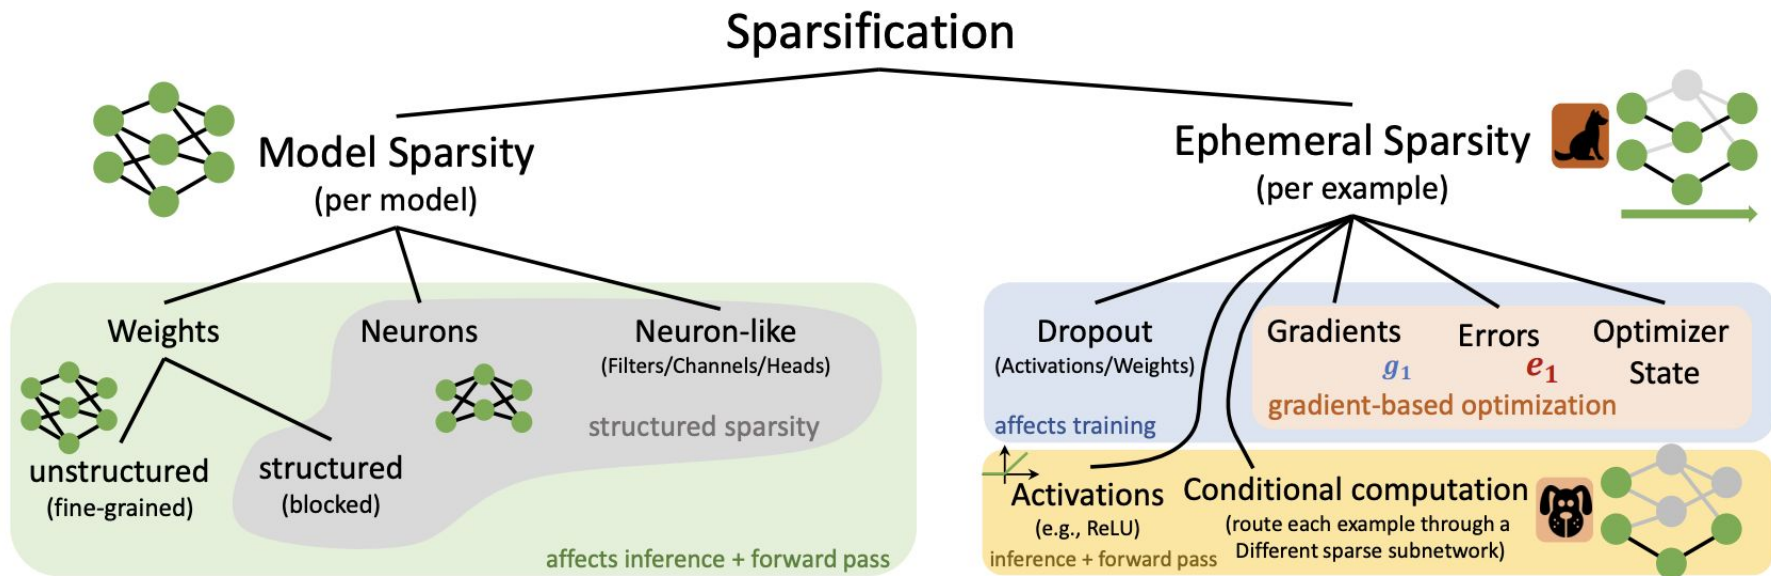 Sparsification
Model Sparsity
(per model)
Ephemeral Sparsity
(per example)
Weights
Neurons
Neuron-like
(Filters/Channels/Heads)
structured sparsity
unstructured
(fine-grained)
structured
(blocked)
affects inference + forward pass
Dropout
(Activations/Weights)
affects training
Gradients
g₁
Errors
e₁
Optimizer
State
gradient-based optimization
Activations
(e.g., ReLU)
inference + forward pass
Conditional computation
(route each example through a
Different sparse subnetwork)